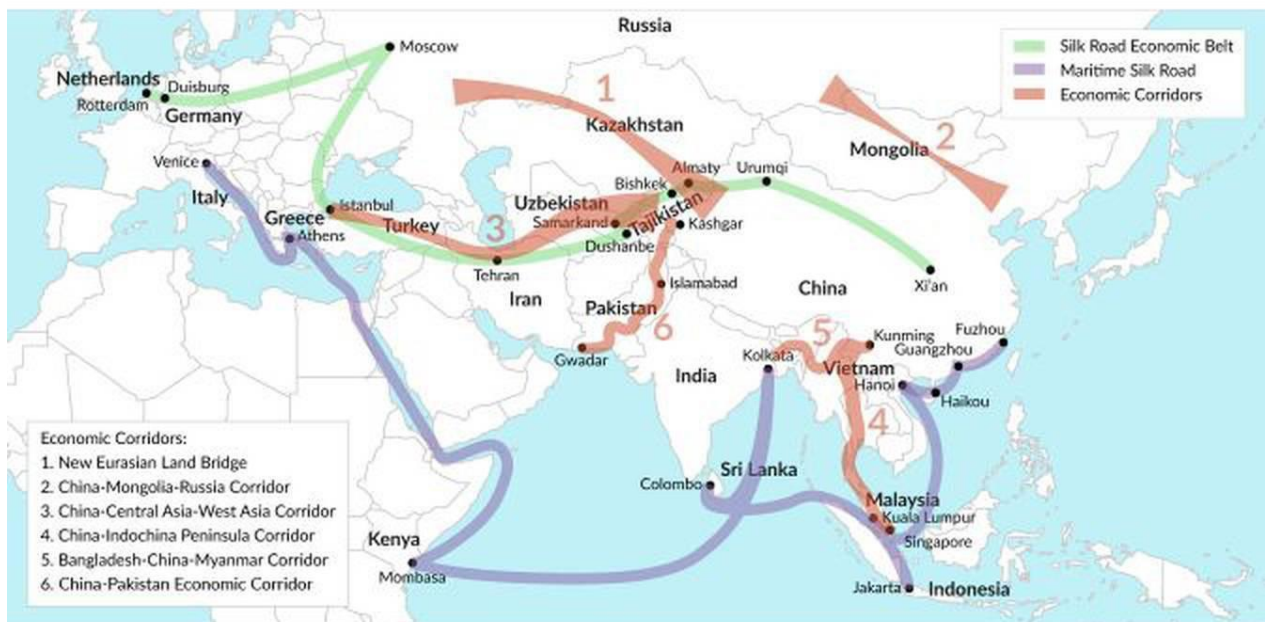 Russia
Moscow
Silk Road Economic Belt
Maritime Silk Road
Economic Corridors
Netherlands
Duisburg
Rotterdam
Germany
1
Kazakhstan
2
Mongolia
Venice
Almaty
Urumqi
Bishkek
Italy
Istanbul
Uzbekistan
Greece
Turkey
Samarkand
Tajikistan
Kashgar
Athens
3
Dushanbe
Tehran
Islamabad
China
Xi'an
Iran
Pakistan
6
5
Kunming
Fuzhou
Gwadar
Kolkata
Guangzhou
India
Vietnam
Hanoi
Haikou
4
Economic Corridors:
1. New Eurasian Land Bridge
2. China-Mongolia-Russia Corridor
3. China-Central Asia-West Asia Corridor
4. China-Indochina Peninsula Corridor
5. Bangladesh-China-Myanmar Corridor
6. China-Pakistan Economic Corridor
Sri Lanka
Colombo
Malaysia
Kuala Lumpur
Singapore
Kenya
Mombasa
Jakarta
Indonesia